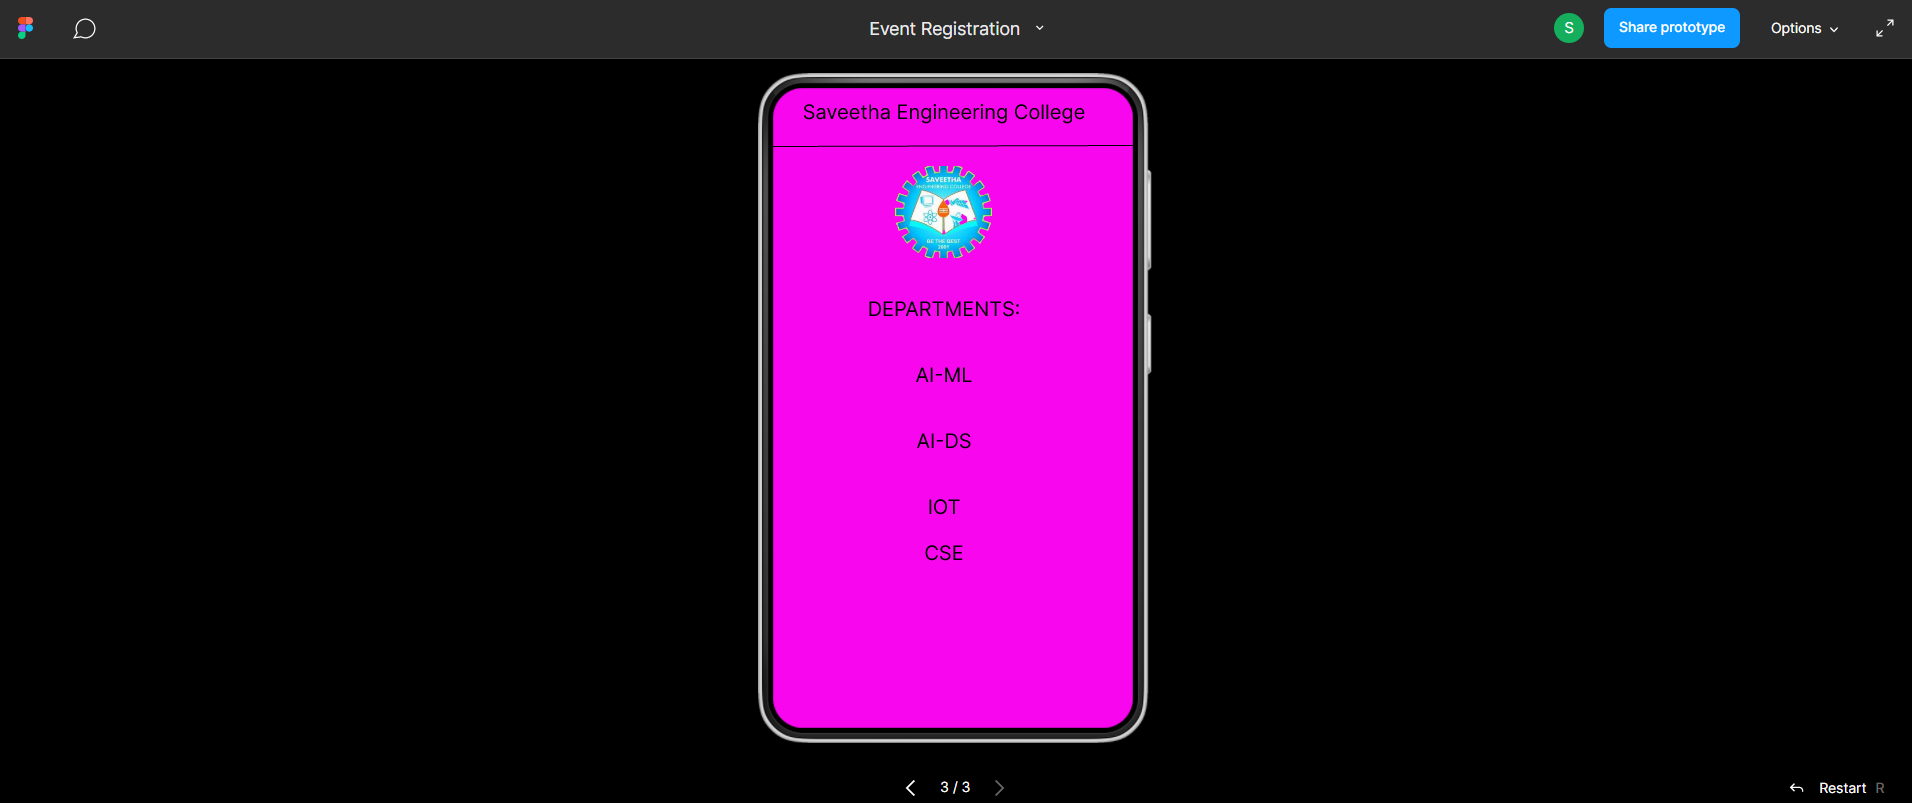 Event Registration
S
Share prototype
Options
Saveetha Engineering College
SAVEETHA
ENGINEERING COLLEGE
BE THE BEST
2001
DEPARTMENTS:
AI-ML
AI-DS
IOT
CSE
3 / 3
Restart R